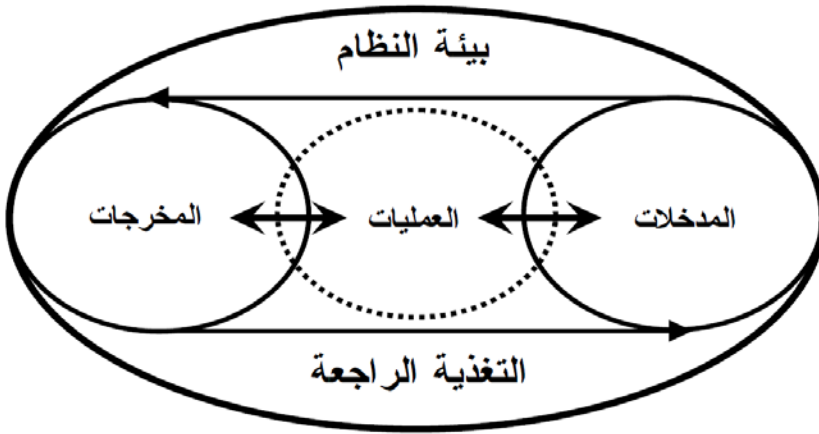 بيئة النظام
المدخلات
العمليات
المخرجات
التغذية الراجعة